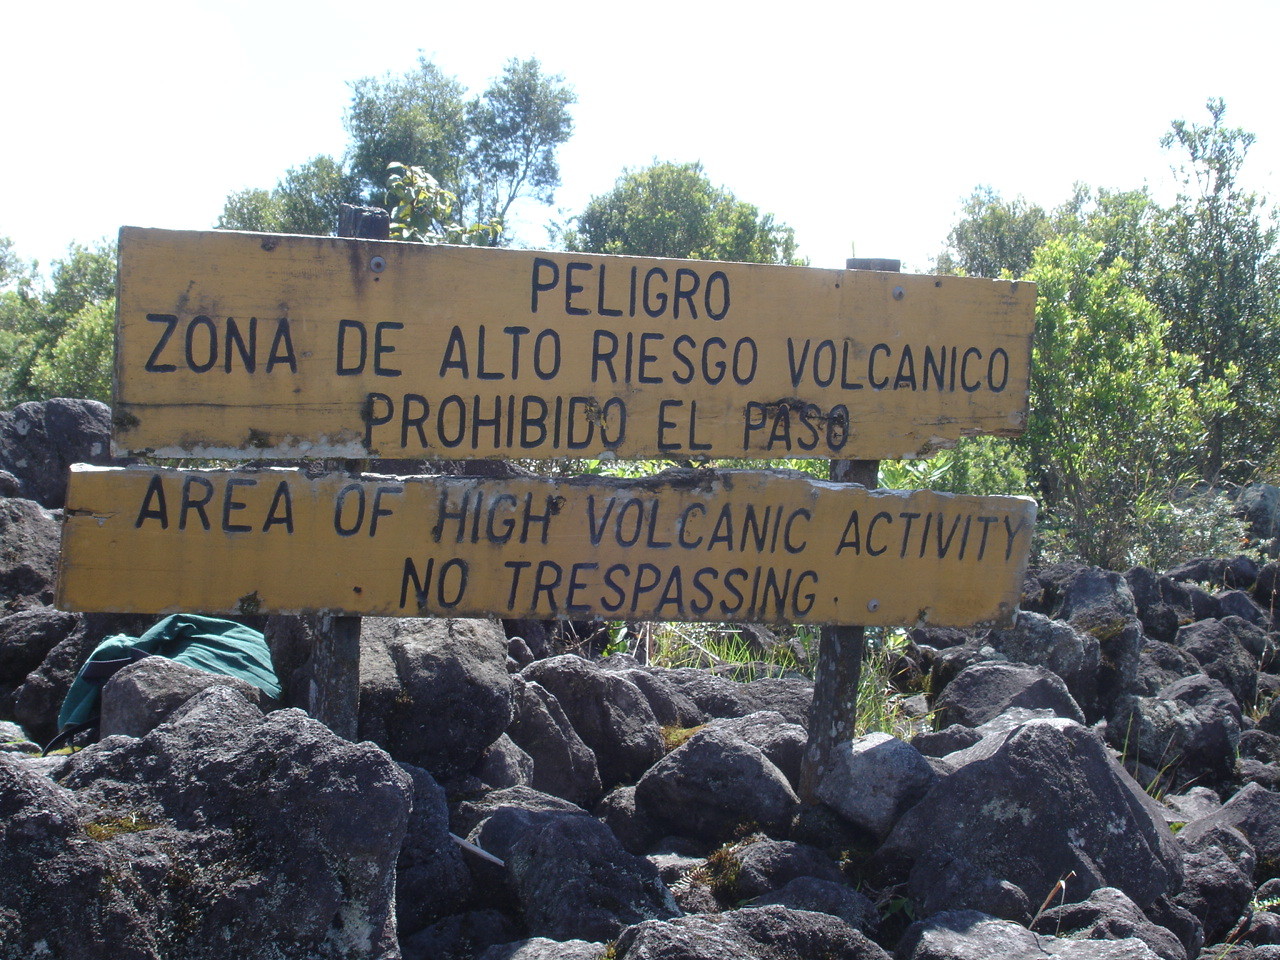 PELIGRO
ZONA DE ALTO RIESGO VOLCANICO
PROHIBIDO EL PASO
AREA OF HIGH VOLCANIC ACTIVITY
NO TRESPASSING.